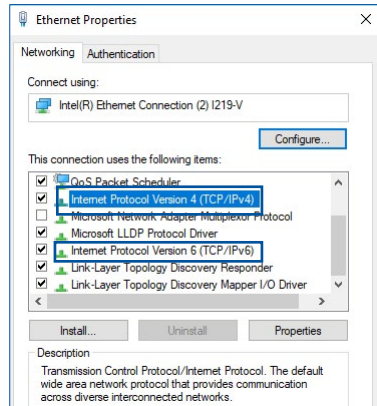 Ethernet Properties
Networking
Authentication
Connect using:
Intel(R) Ethernet Connection (2) I219-V
Configure...
This connection uses the following items:
QoS Packet Scheduler
Internet Protocol Version 4 (TCP/IPv4)
Microsoft Network Adapter Multiplexor Protocol
Microsoft LLDP Protocol Driver
Internet Protocol Version 6 (TCP/IPv6)
Link-Layer Topology Discovery Responder
Link-Layer Topology Discovery Mapper I/O Driver
Install...
Uninstall
Properties
Description
Transmission Control Protocol/Internet Protocol. The default
wide area network protocol that provides communication
across diverse interconnected networks.